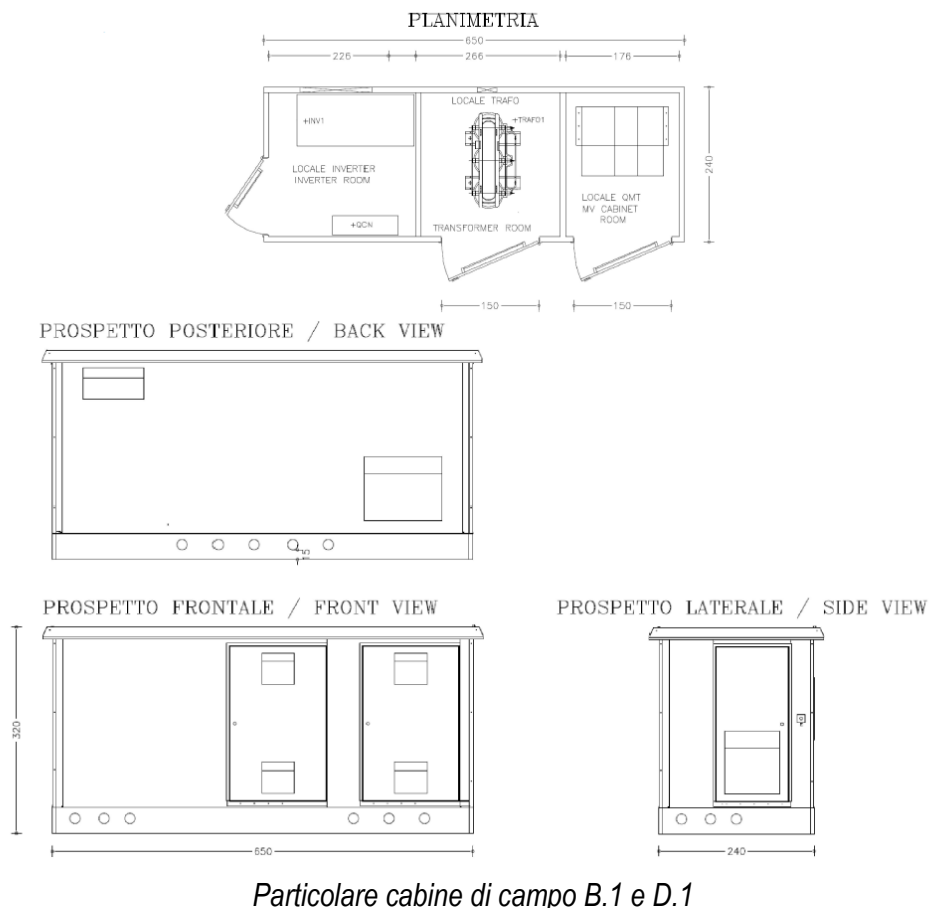 PLANIMETRIA
650
226
266
176
LOCALE TRAFO
+INV1
+TRAFO1
240
LOCALE INVERTER
INVERTER ROOM
LOCALE QMT
MV CABINET
ROOM
+QCN
TRANSFORMER ROOM
150
150
PROSPETTO POSTERIORE / BACK VIEW
15
PROSPETTO FRONTALE / FRONT VIEW
PROSPETTO LATERALE / SIDE VIEW
320
650
240
Particolare cabine di campo B.1 e D.1